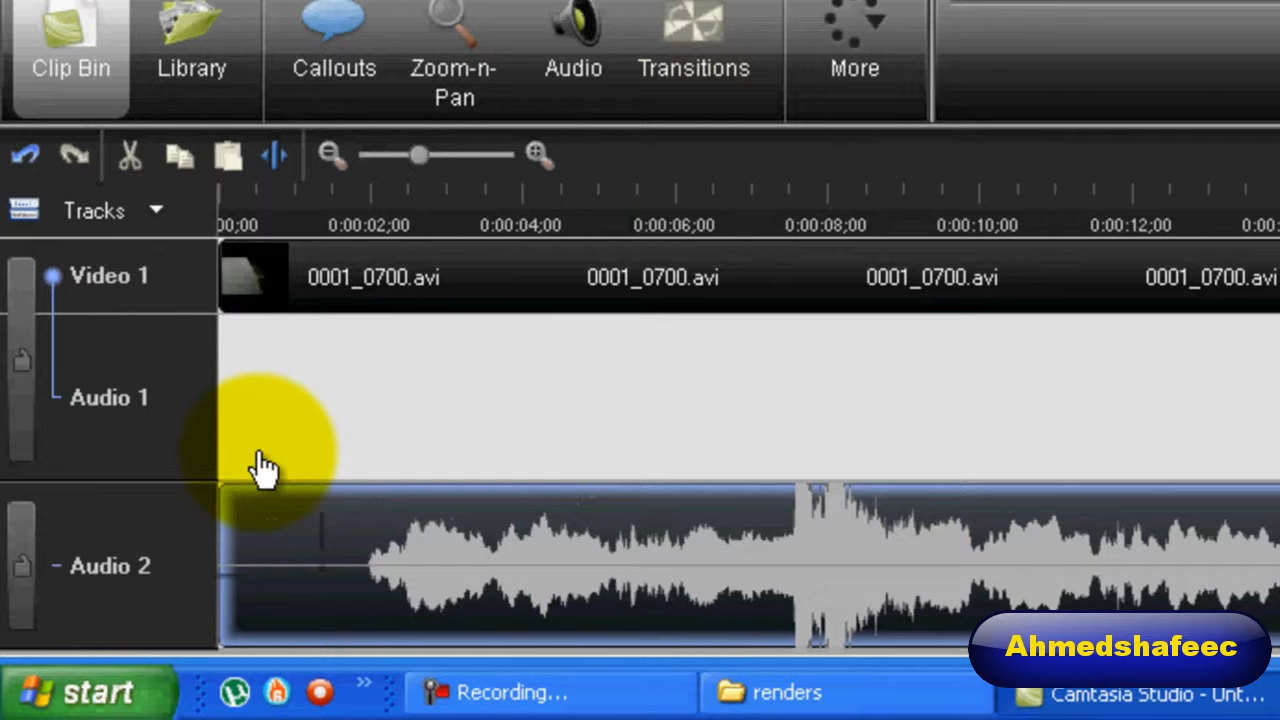 Clip Bin
Library
Callouts
Zoom-n-
Pan
Audio
Transitions
More
Tracks
00;00 0:00:02;00 0:00:04;00 0:00:06;00 0:00:08;00 0:00:10;00 0:00:12;00 0:00:
Video 1
0001_0700.avi 0001_0700.avi 0001_0700.avi 0001_0700.avi
Audio 1
Audio 2
Ahmedshafeec
start
Recording...
renders
Camtasia Studio - Unt...